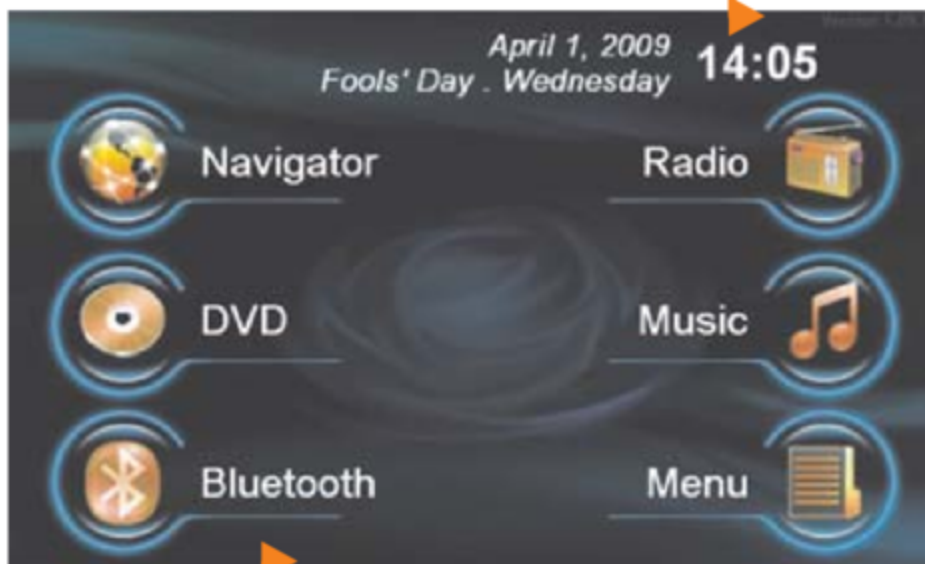 April 1, 2009
Fools' Day . Wednesday
14:05
Navigator
Radio
DVD
Music
Bluetooth
Menu